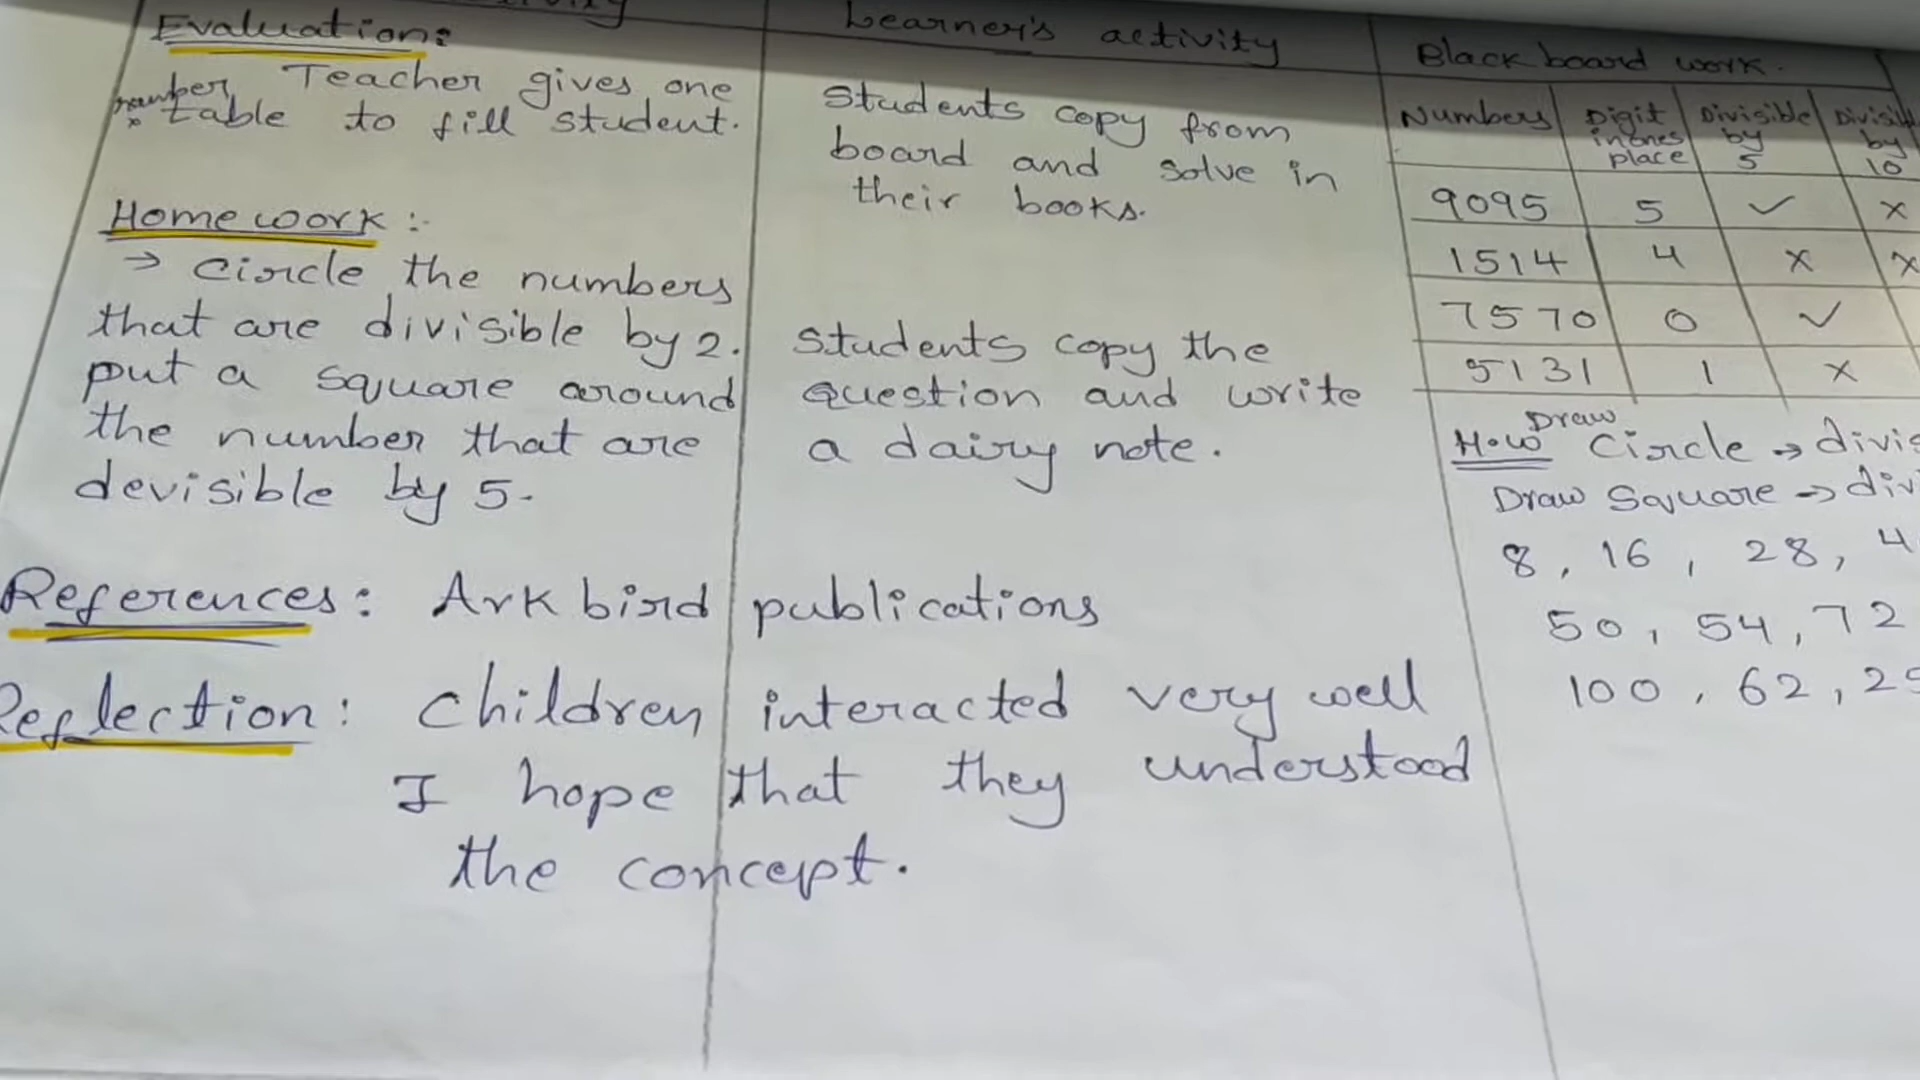 Learner's activity
Black board work.
Evaluation:
Teacher gives one
number table to fill student.
Students copy from
board and solve in
their books.
Numbers Digit in ones place Divisible by 5 by 10
9095 5 ✓ ×
1514 4 × ×
7570 0 ✓
5131 1 ×
Home work :-
→ circle the numbers
that are divisible by 2.
put a square around
the number that are
devisible by 5.
Students copy the
question and write
a dairy note.
H.W Draw Circle →
Draw Square →
8, 16, 28,
50, 54, 72
100, 62,
References: Ark bird publications
Reflection: children interacted very well
I hope that they understood
the concept.